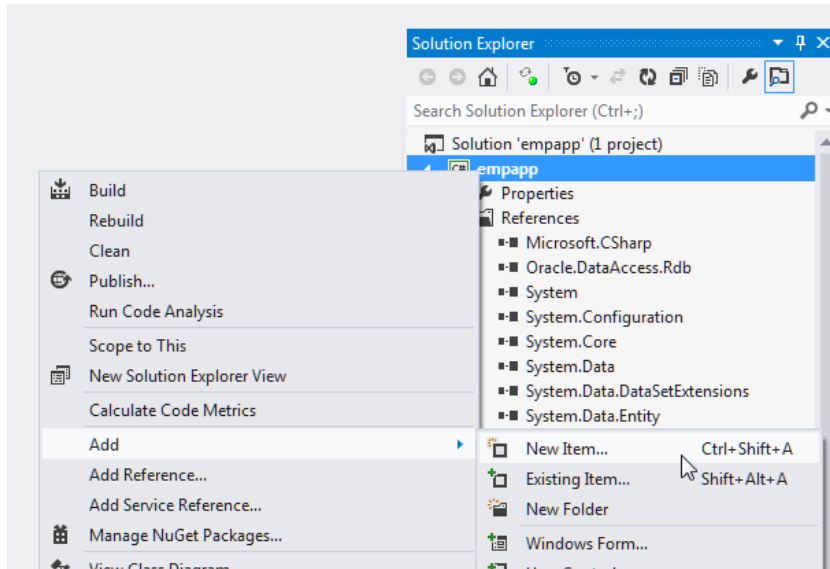 Solution Explorer
Search Solution Explorer (Ctrl+;)
Solution 'empapp' (1 project)
C# empapp
Properties
References
Microsoft.CSharp
Oracle.DataAccess.Rdb
System
System.Configuration
System.Core
System.Data
System.Data.DataSetExtensions
System.Data.Entity
Build
Rebuild
Clean
Publish...
Run Code Analysis
Scope to This
New Solution Explorer View
Calculate Code Metrics
Add
Add Reference...
Add Service Reference...
Manage NuGet Packages...
View Class Diagram
New Item... Ctrl+Shift+A
Existing Item... Shift+Alt+A
New Folder
Windows Form...